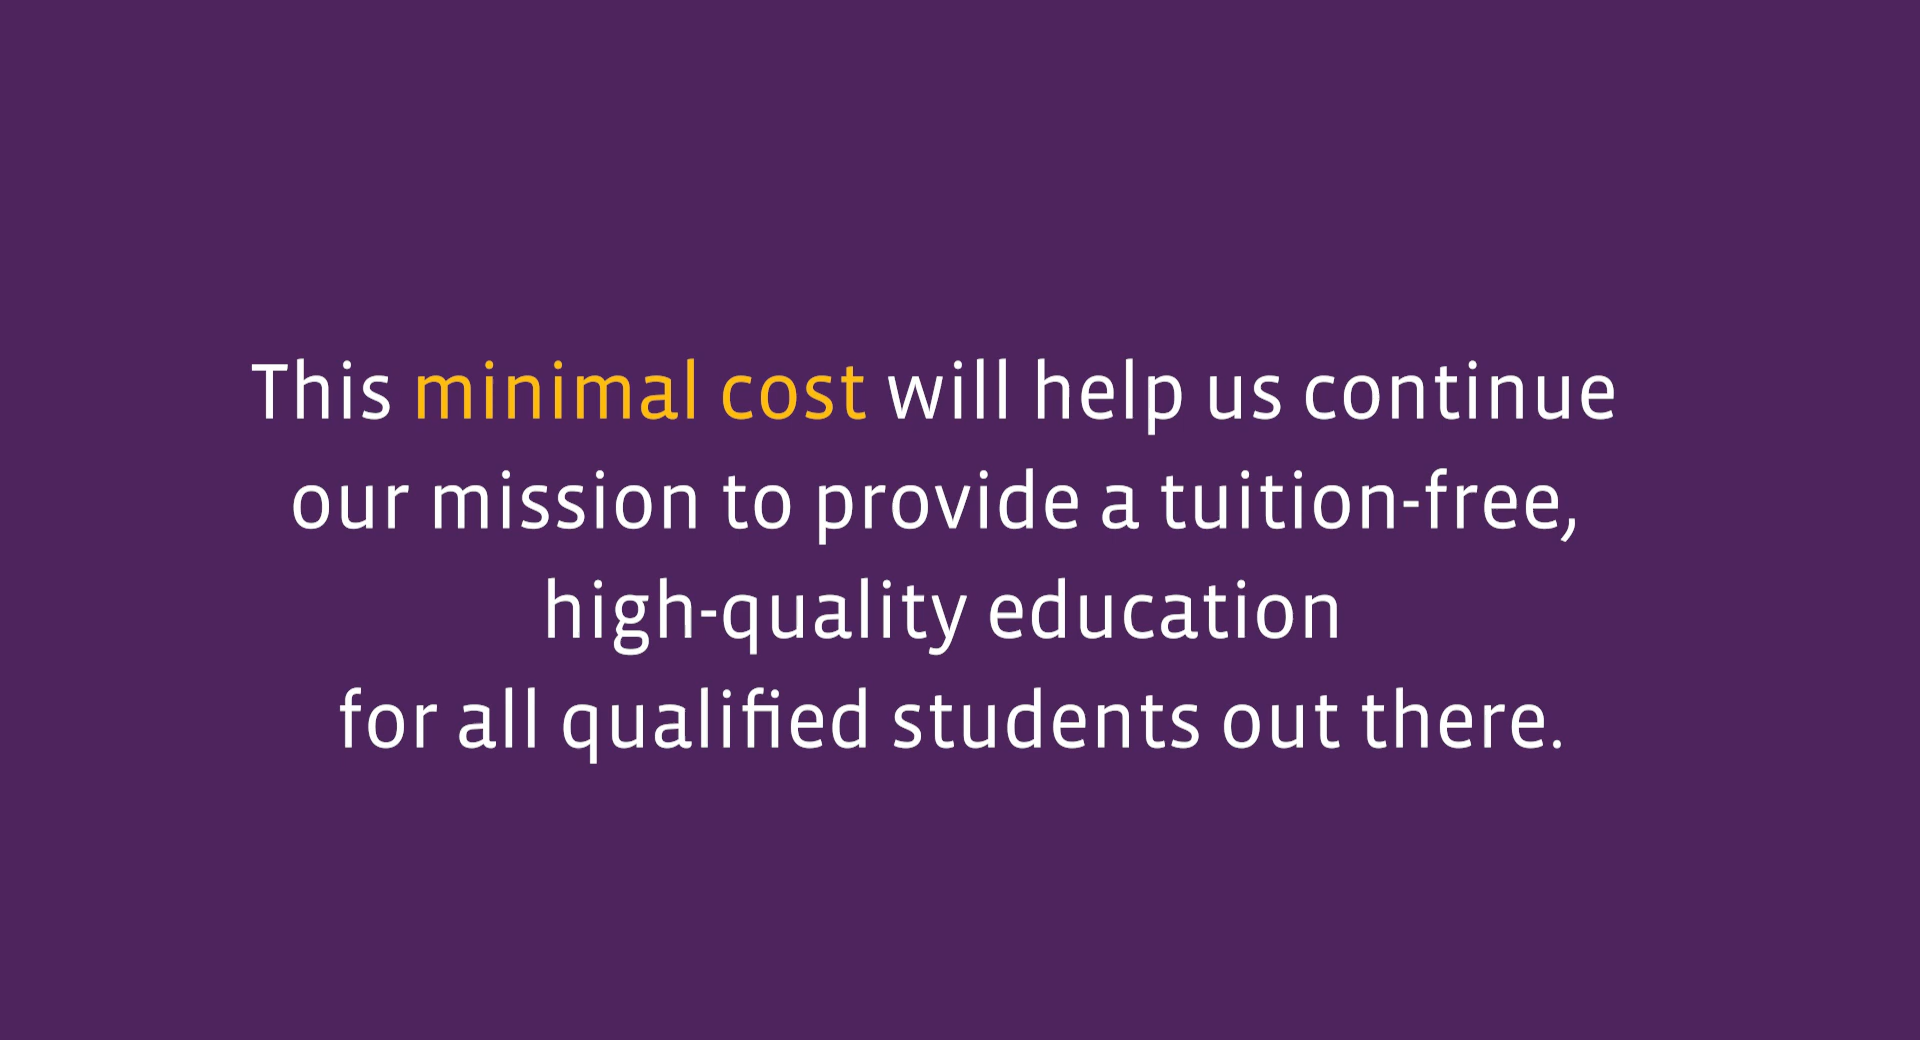 This minimal cost will help us continue
our mission to provide a tuition-free,
high-quality education
for all qualified students out there.